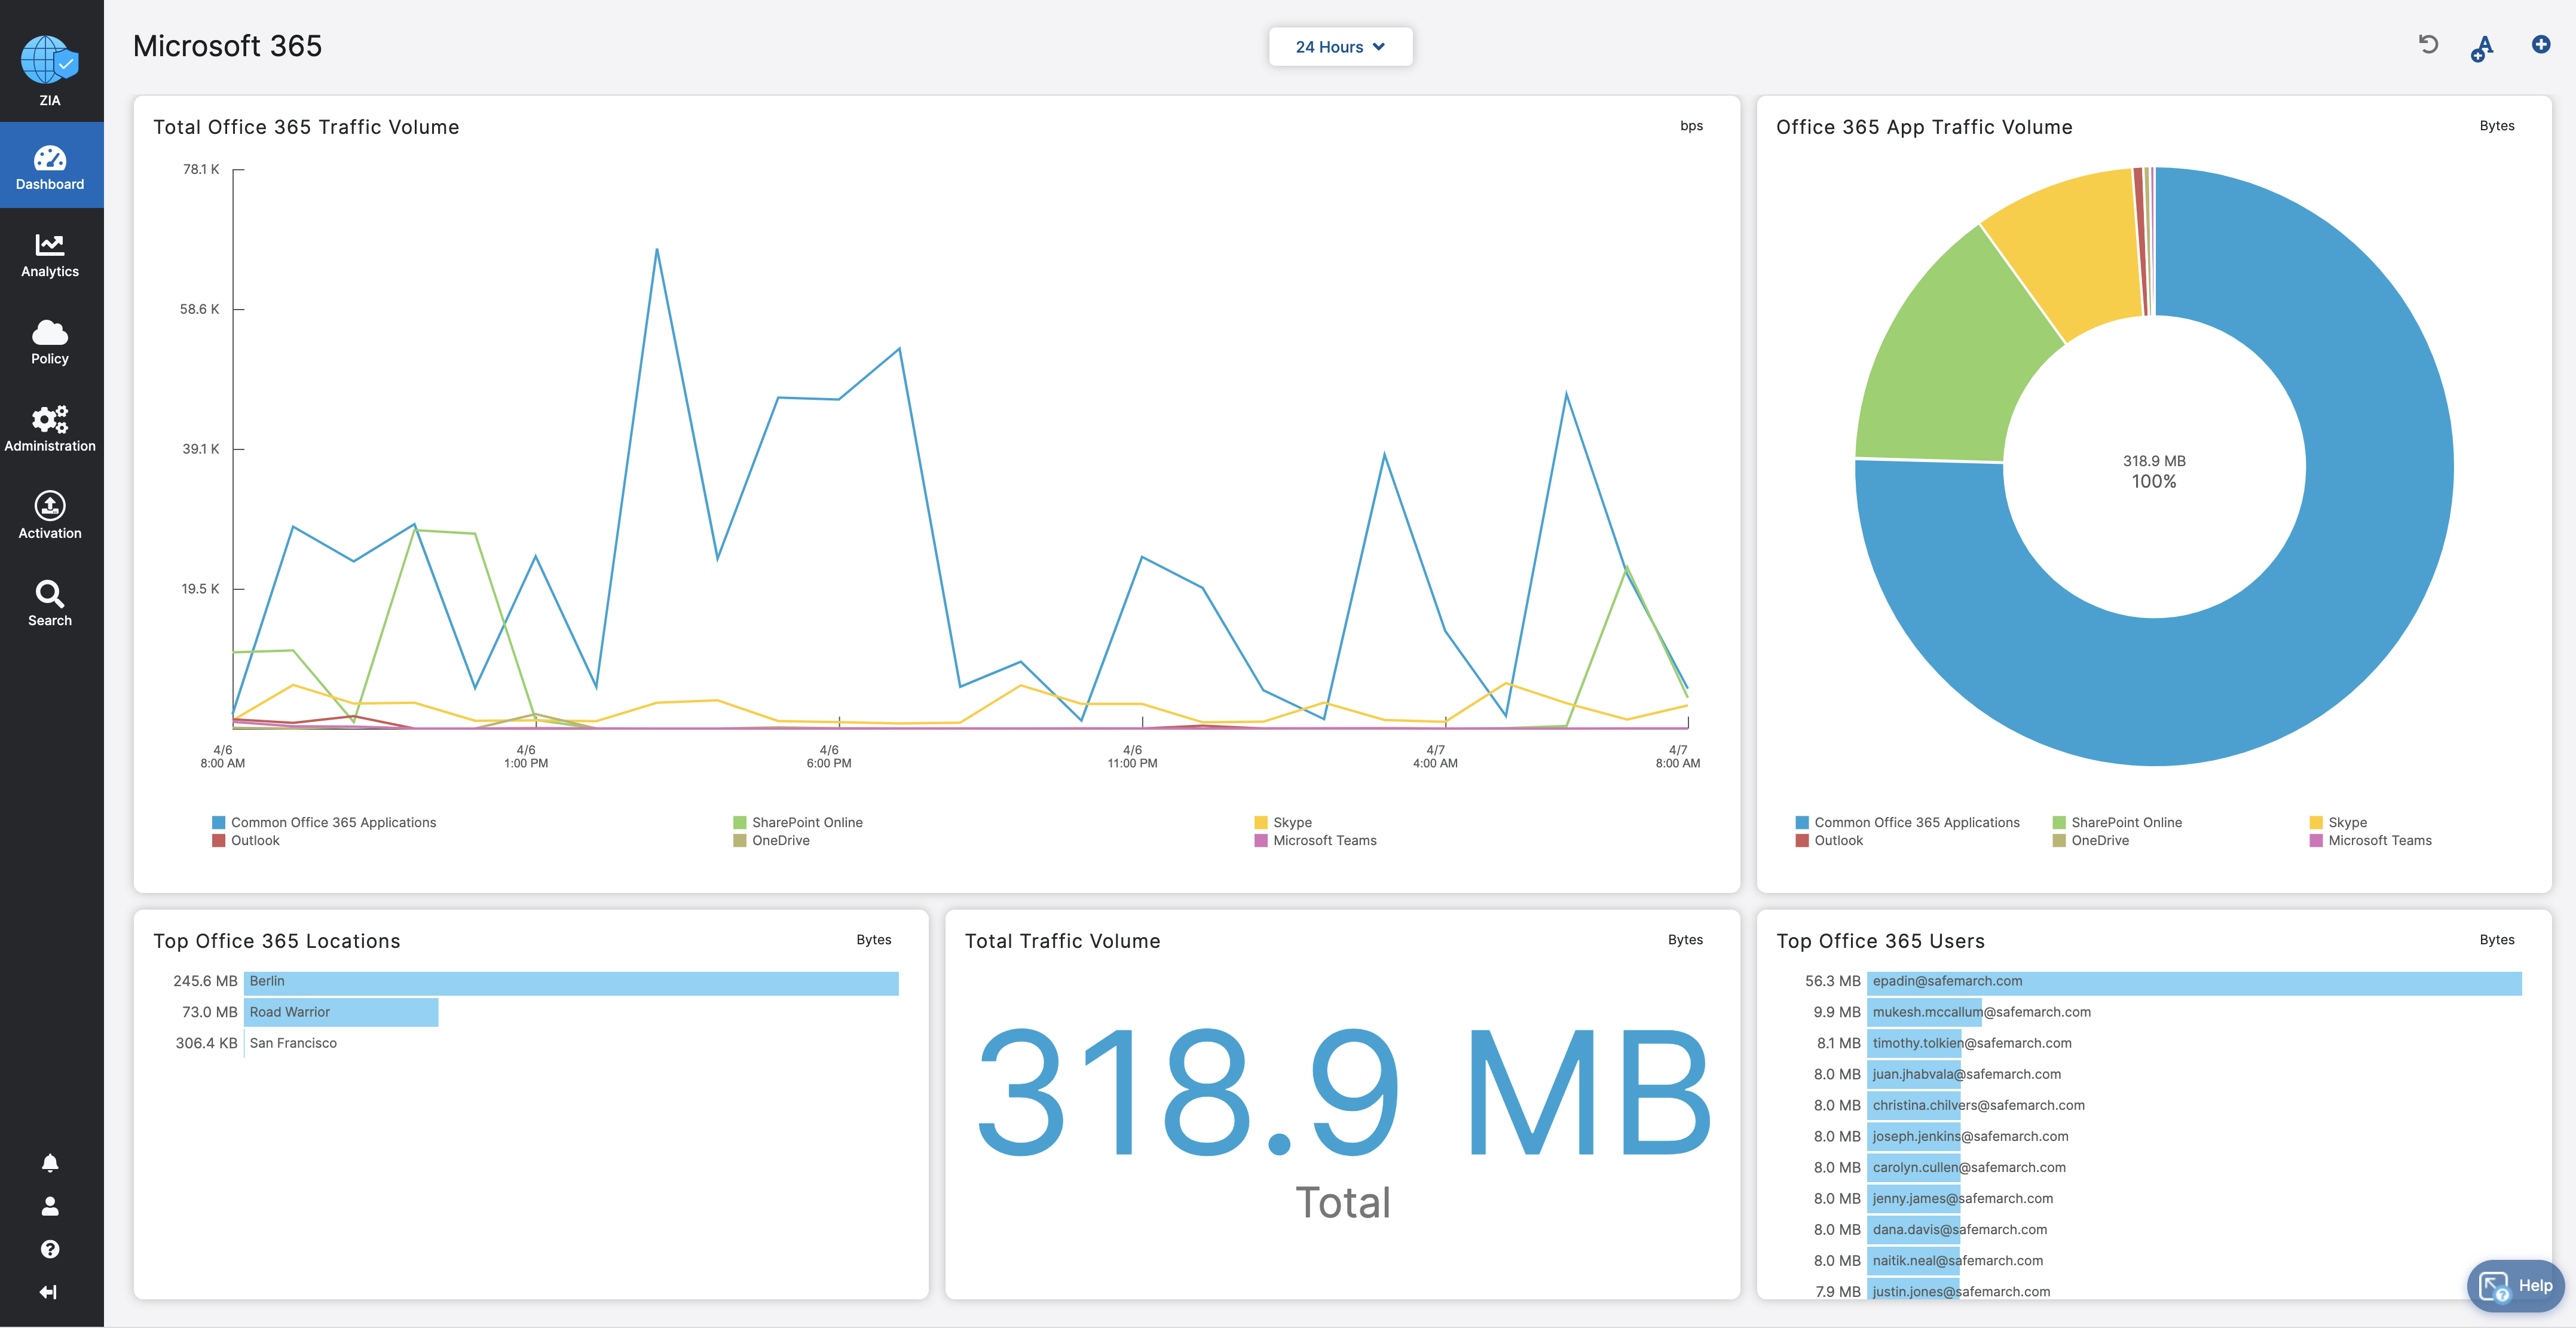 ZIA
Dashboard
Analytics
Policy
Administration
Activation
Search
Microsoft 365
24 Hours
Total Office 365 Traffic Volume
bps
78.1 K
58.6 K
39.1 K
19.5 K
4/6
8:00 AM
4/6
1:00 PM
4/6
6:00 PM
4/6
11:00 PM
4/7
4:00 AM
4/7
8:00 AM
Common Office 365 Applications
SharePoint Online
Skype
Outlook
OneDrive
Microsoft Teams
Office 365 App Traffic Volume
Bytes
318.9 MB
100%
Common Office 365 Applications
SharePoint Online
Skype
Outlook
OneDrive
Microsoft Teams
Top Office 365 Locations
Bytes
245.6 MB Berlin
73.0 MB Road Warrior
306.4 KB San Francisco
Total Traffic Volume
Bytes
318.9 MB
Total
Top Office 365 Users
Bytes
56.3 MB epadin@safemarch.com
9.9 MB mukesh.mccallum@safemarch.com
8.1 MB timothy.tolkien@safemarch.com
8.0 MB juan.jhabvala@safemarch.com
8.0 MB christina.chilvers@safemarch.com
8.0 MB joseph.jenkins@safemarch.com
8.0 MB carolyn.cullen@safemarch.com
8.0 MB jenny.james@safemarch.com
8.0 MB dana.davis@safemarch.com
8.0 MB naitik.neal@safemarch.com
7.9 MB justin.jones@safemarch.com
Help